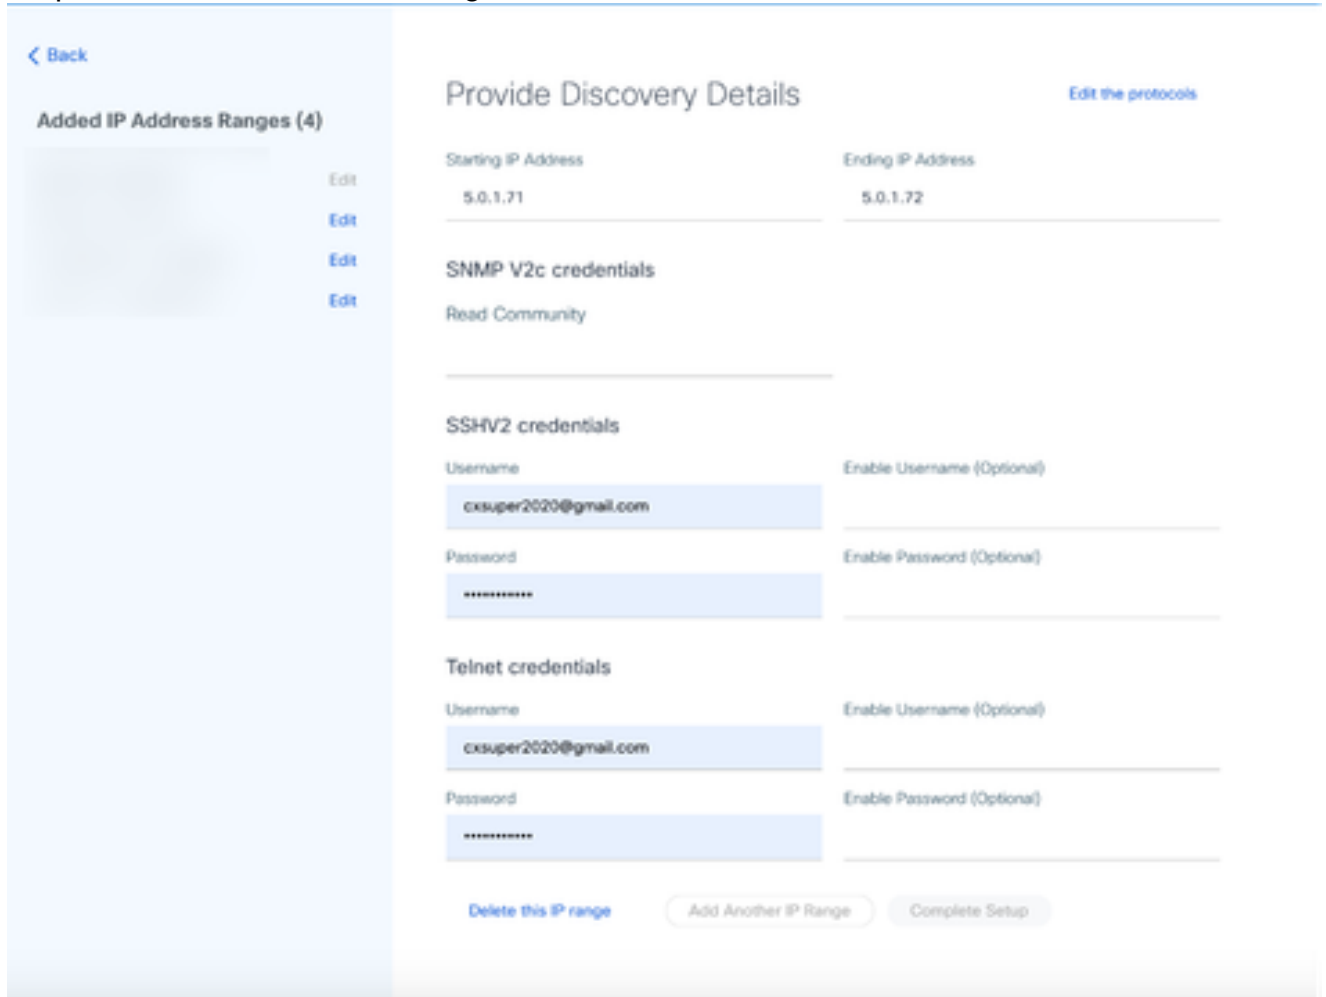 Back
Added IP Address Ranges (4)
Edit
Edit
Edit
Edit
Provide Discovery Details
Edit the protocols
Starting IP Address
Ending IP Address
5.0.1.71
5.0.1.72
SNMP V2c credentials
Read Community
SSHV2 credentials
Username
Enable Username (Optional)
cxsuper2020@gmail.com
Password
Enable Password (Optional)
••••••••••••
Telnet credentials
Username
Enable Username (Optional)
cxsuper2020@gmail.com
Password
Enable Password (Optional)
••••••••••••
Delete this IP range
Add Another IP Range
Complete Setup